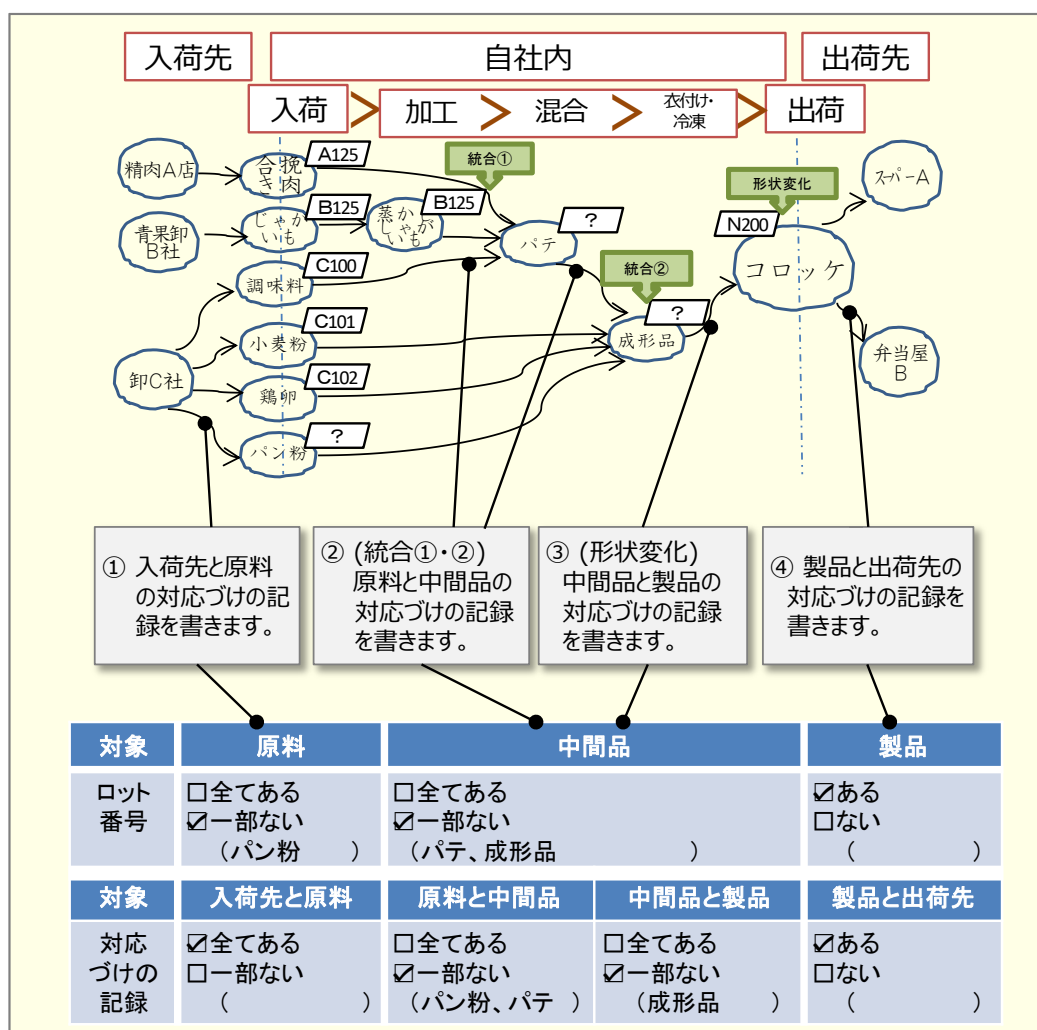 入荷先
自社内
出荷先
入荷
加工
混合
衣付け・
冷凍
出荷
精肉A店
合挽
き肉
A125
統合①
形状変化
スーパーA
青果卸
B社
じゃが
いも
B125
蒸かし
じゃが
いも
B125
パテ
?
N200
コロッケ
調味料
C100
統合②
小麦粉
C101
成形品
?
卸C社
鶏卵
C102
弁当屋
B
パン粉
?
① 入荷先と原料
の対応づけの記
録を書きます。
② (統合①・②)
原料と中間品の
対応づけの記録
を書きます。
③ (形状変化)
中間品と製品の
対応づけの記録
を書きます。
④ 製品と出荷先の
対応づけの記録を
書きます。
対象 原料 中間品 製品
ロット
番号
□全てある
☑一部ない
(パン粉 )
□全てある
☑一部ない
(パテ、成形品 )
☑ある
□ない
( )
対象 入荷先と原料 原料と中間品 中間品と製品 製品と出荷先
対応
づけの
記録
☑全てある
□一部ない
( )
□全てある
☑一部ない
(パン粉、パテ )
□全てある
☑一部ない
(成形品 )
☑ある
□ない
( )